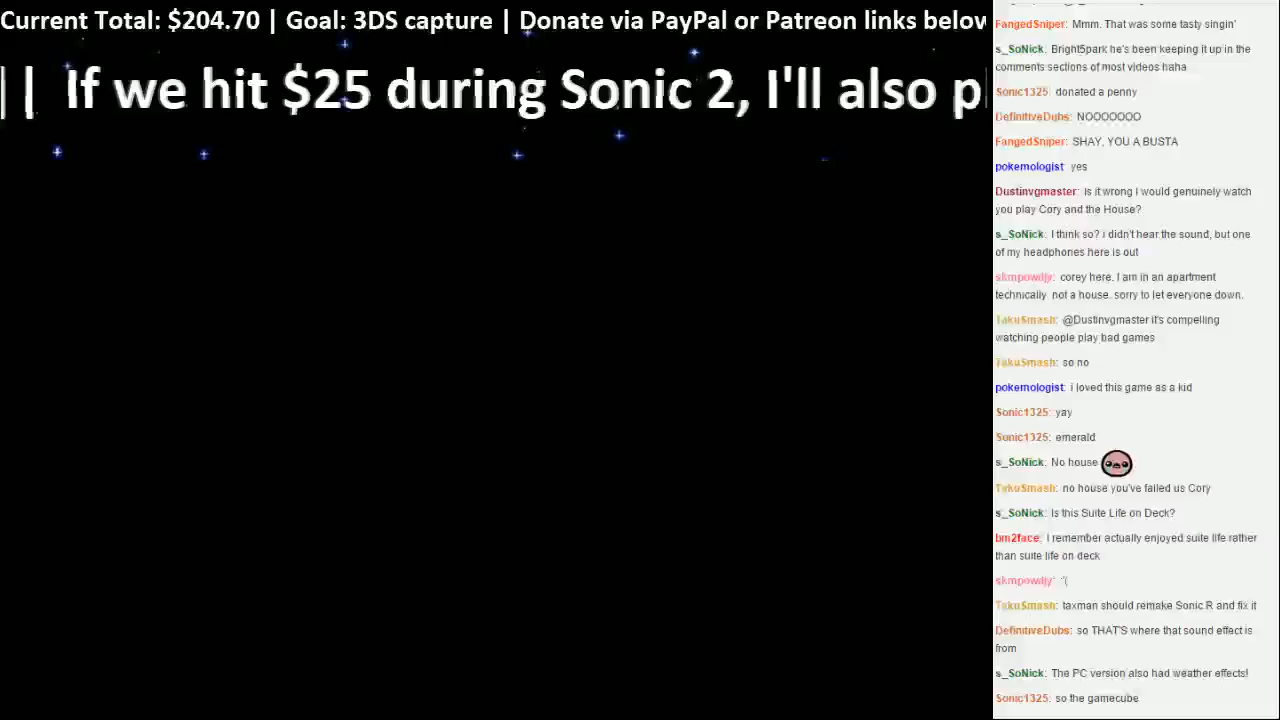 Current Total: $204.70 | Goal: 3DS capture | Donate via PayPal or Patreon links below
|| If we hit $25 during Sonic 2, I'll also p
FangedSniper: Mmm. That was some tasty singin'
s_SoNick: BrightSpark he's been keeping it up in the
comments sections of most videos haha
Sonic1325: donated a penny
DefinitiveDubs: NOOOOOOO
FangedSniper: SHAY, YOU A BUSTA
pokemologist: yes
Dustinvgmaster: Is it wrong I would genuinely watch
you play Cory and the House?
s_SoNick: I think so? i didn't hear the sound, but one
of my headphones here is out
skmpowdjy: corey here. I am in an apartment
technically not a house. sorry to let everyone down.
TakuSmash: @Dustinvgmaster it's compelling
watching people play bad games
TakuSmash: so no
pokemologist: i loved this game as a kid
Sonic1325: yay
Sonic1325: emerald
s_SoNick: No house
TakuSmash: no house you've failed us Cory
s_SoNick: Is this Suite Life on Deck?
bm2face: I remember actually enjoyed suite life rather
than suite life on deck
skmpowdjy: :'(
TakuSmash: taxman should remake Sonic R and fix it
DefinitiveDubs: so THAT'S where that sound effect is
from
s_SoNick: The PC version also had weather effects!
Sonic1325: so the gamecube